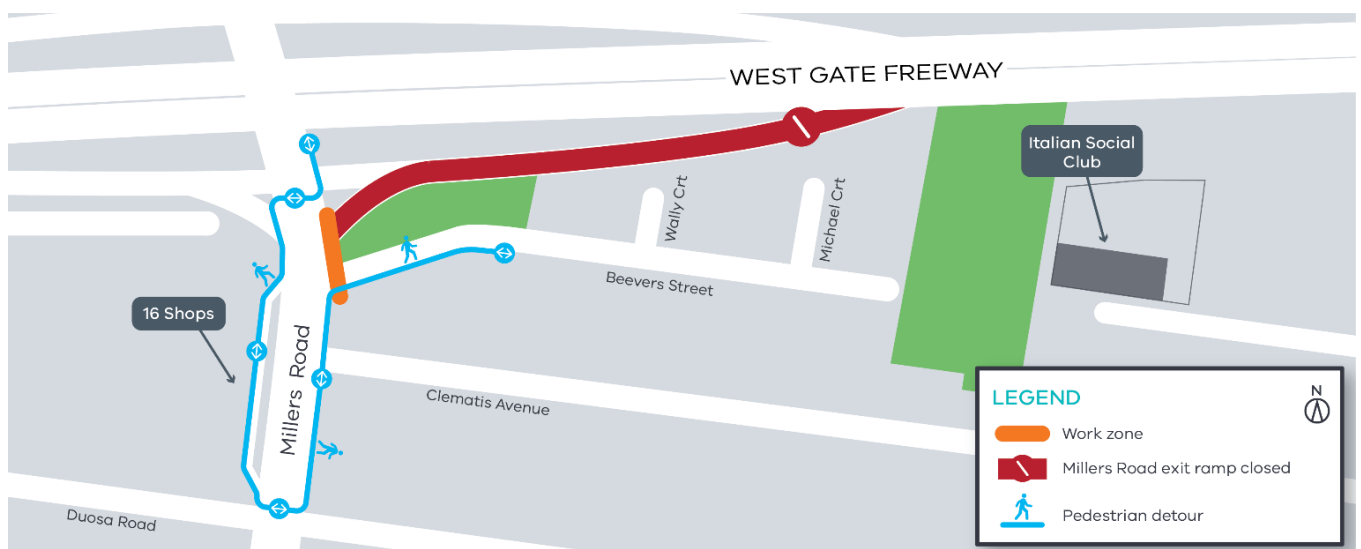 WEST GATE FREEWAY
Italian Social
Club
Wally Crt
Michael Crt
Beevers Street
16 Shops
Millers Road
Clematis Avenue
Duosa Road
LEGEND
N
Work zone
Millers Road exit ramp closed
Pedestrian detour